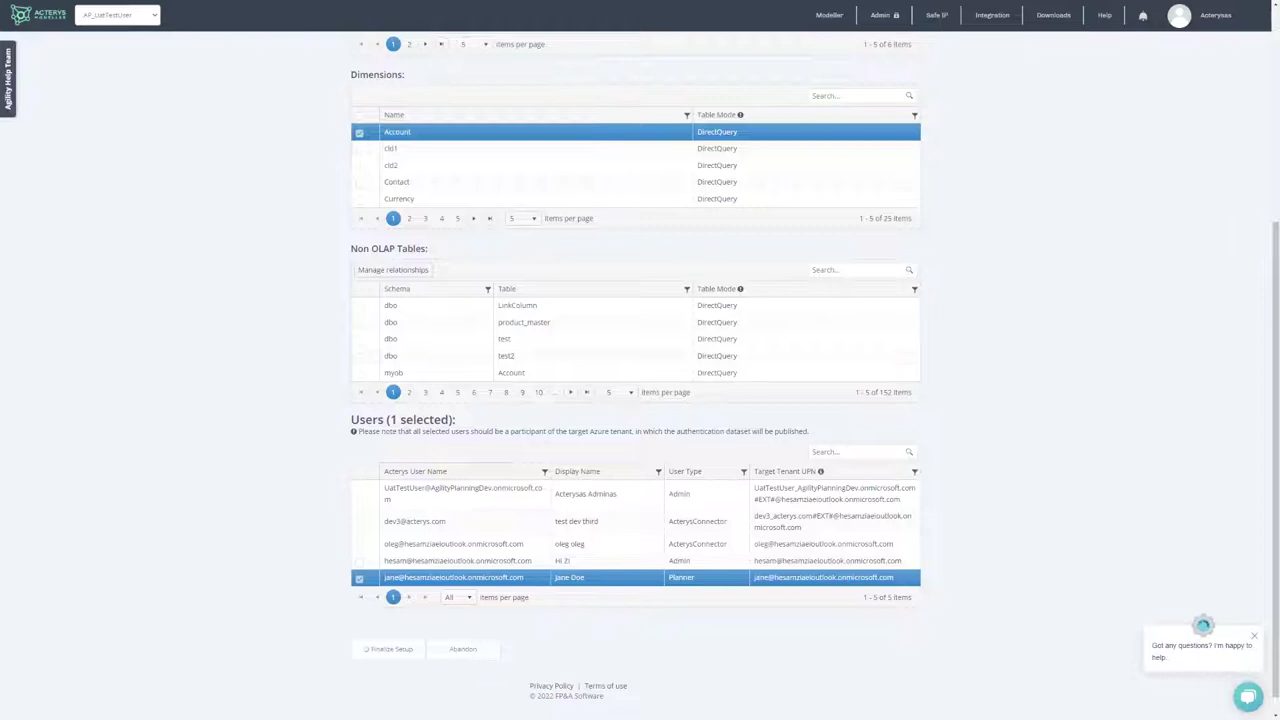 ACTERYS MODELLER AP_UatTestUser Modeller Admin Safe IP Integration Downloads Help Acterysas
Agility Help Team
1 2 5 items per page 1 - 5 of 6 items
Dimensions:
Search...
Name Table Mode
Account DirectQuery
cld1 DirectQuery
cld2 DirectQuery
Contact DirectQuery
Currency DirectQuery
1 2 3 4 5 5 items per page 1 - 5 of 25 items
Non OLAP Tables:
Manage relationships Search...
Schema Table Table Mode
dbo LinkColumn DirectQuery
dbo product_master DirectQuery
dbo test DirectQuery
dbo test2 DirectQuery
myob Account DirectQuery
1 2 3 4 5 6 7 8 9 10 ... 5 items per page 1 - 5 of 152 items
Users (1 selected):
Please note that all selected users should be a participant of the target Azure tenant, in which the authentication dataset will be published.
Search...
Acterys User Name Display Name User Type Target Tenant UPN
UatTestUser@AgilityPlanningDev.onmicrosoft.co
m Acterysas Adminas Admin UatTestUser_AgilityPlanningDev.onmicrosoft.com
#EXT#@hesamziaeioutlook.onmicrosoft.com
dev3@acterys.com test dev third ActerysConnector dev3_acterys.com#EXT#@hesamziaeioutlook.on
microsoft.com
oleg@hesamziaeioutlook.onmicrosoft.com oleg oleg ActerysConnector oleg@hesamziaeioutlook.onmicrosoft.com
hesam@hesamziaeioutlook.onmicrosoft.com Hi Zi Admin hesam@hesamziaeioutlook.onmicrosoft.com
jane@hesamziaeioutlook.onmicrosoft.com Jane Doe Planner jane@hesamziaeioutlook.onmicrosoft.com
1 All items per page 1 - 5 of 5 items
Finalize Setup Abandon
Got any questions? I'm happy to
help.
Privacy Policy | Terms of use
© 2022 FP&A Software